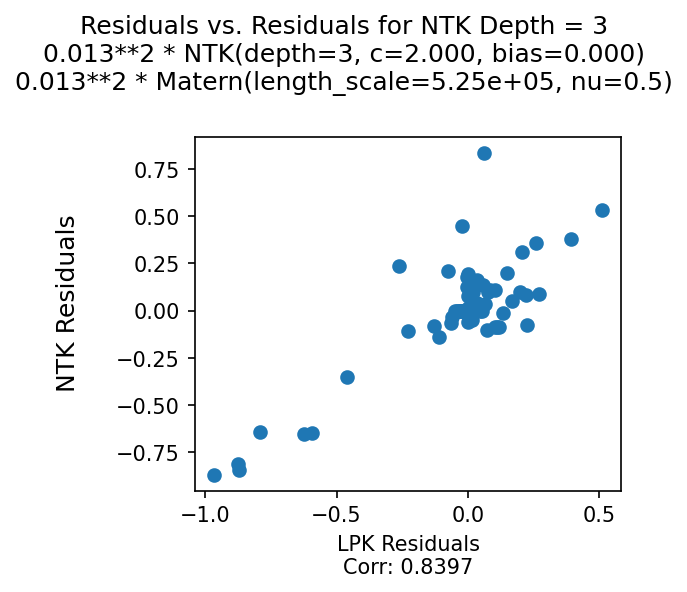 Residuals vs. Residuals for NTK Depth = 3
0.013**2 * NTK(depth=3, c=2.000, bias=0.000)
0.013**2 * Matern(length_scale=5.25e+05, nu=0.5)
0.75
0.50
0.25
0.00
−0.25
−0.50
−0.75
NTK Residuals
−1.0
−0.5
0.0
0.5
LPK Residuals
Corr: 0.8397